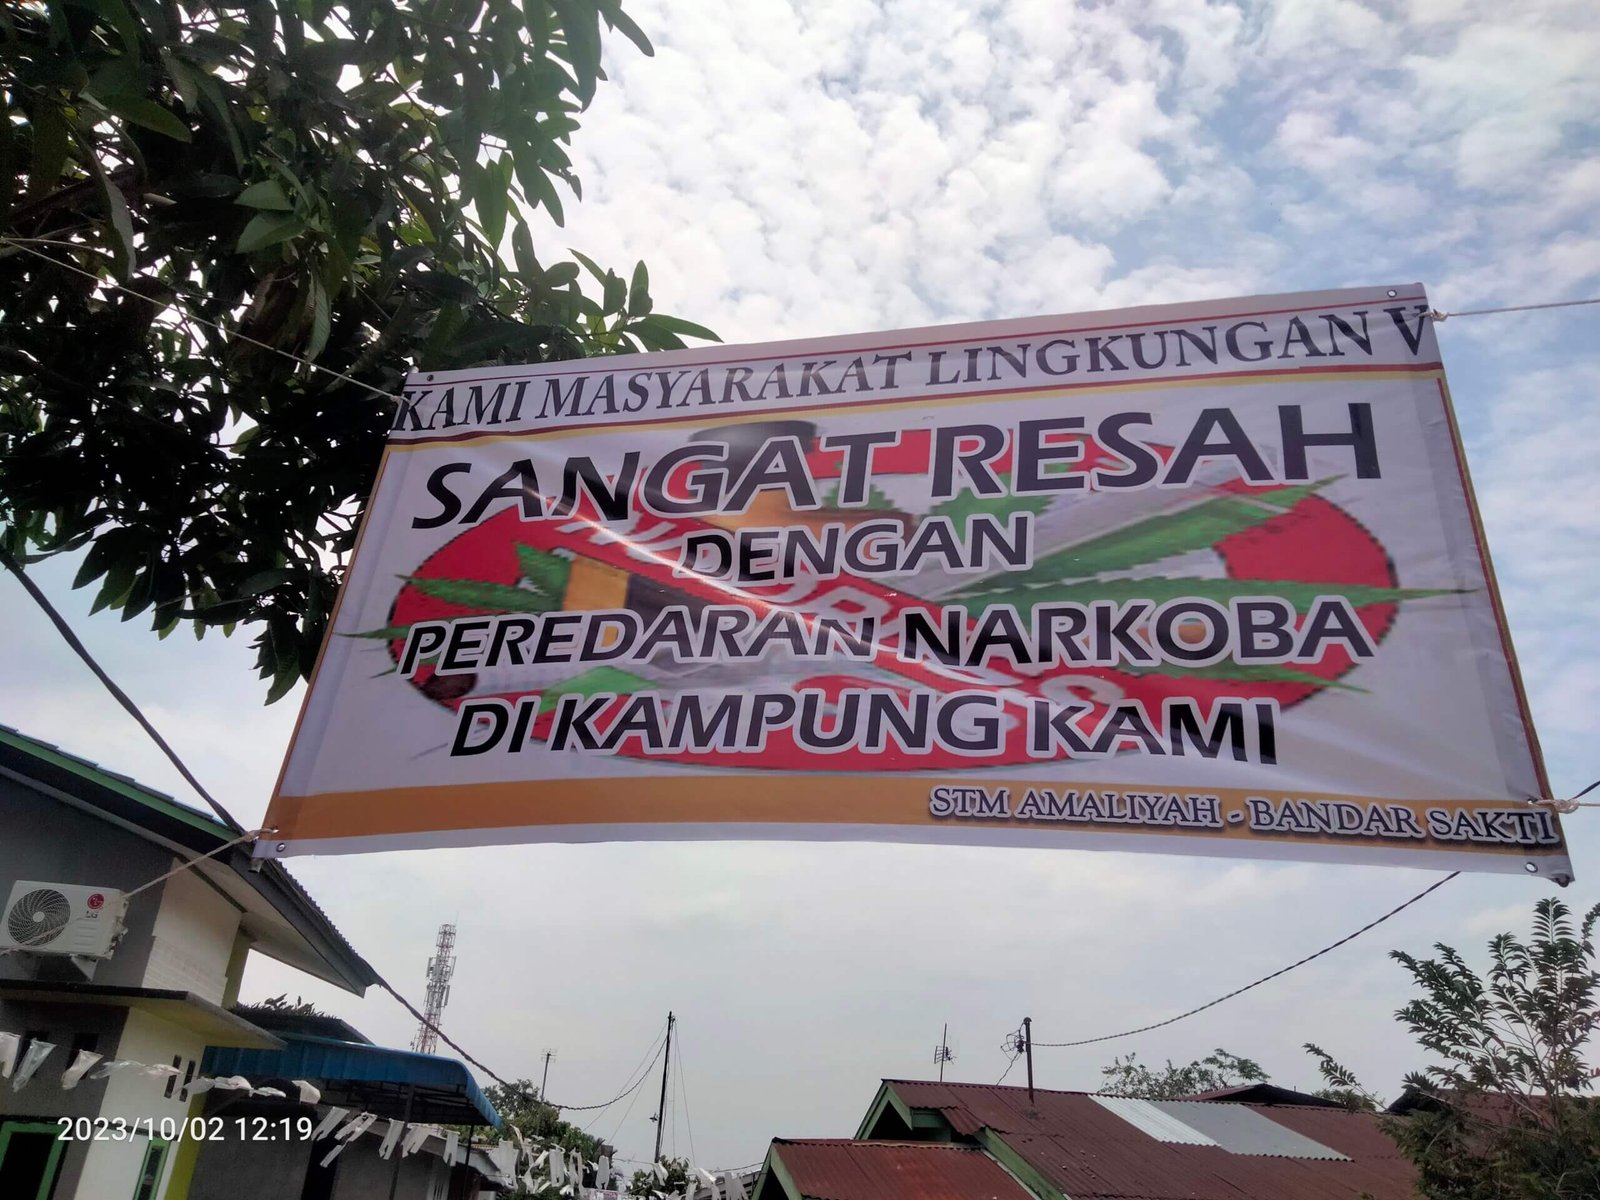 KAMI MASYARAKAT LINGKUNGAN V
SANGAT RESAH
DENGAN
PEREDARAN NARKOBA
DI KAMPUNG KAMI
STM AMALIYAH - BANDAR SAKTI
LG
2023/10/02 12:19